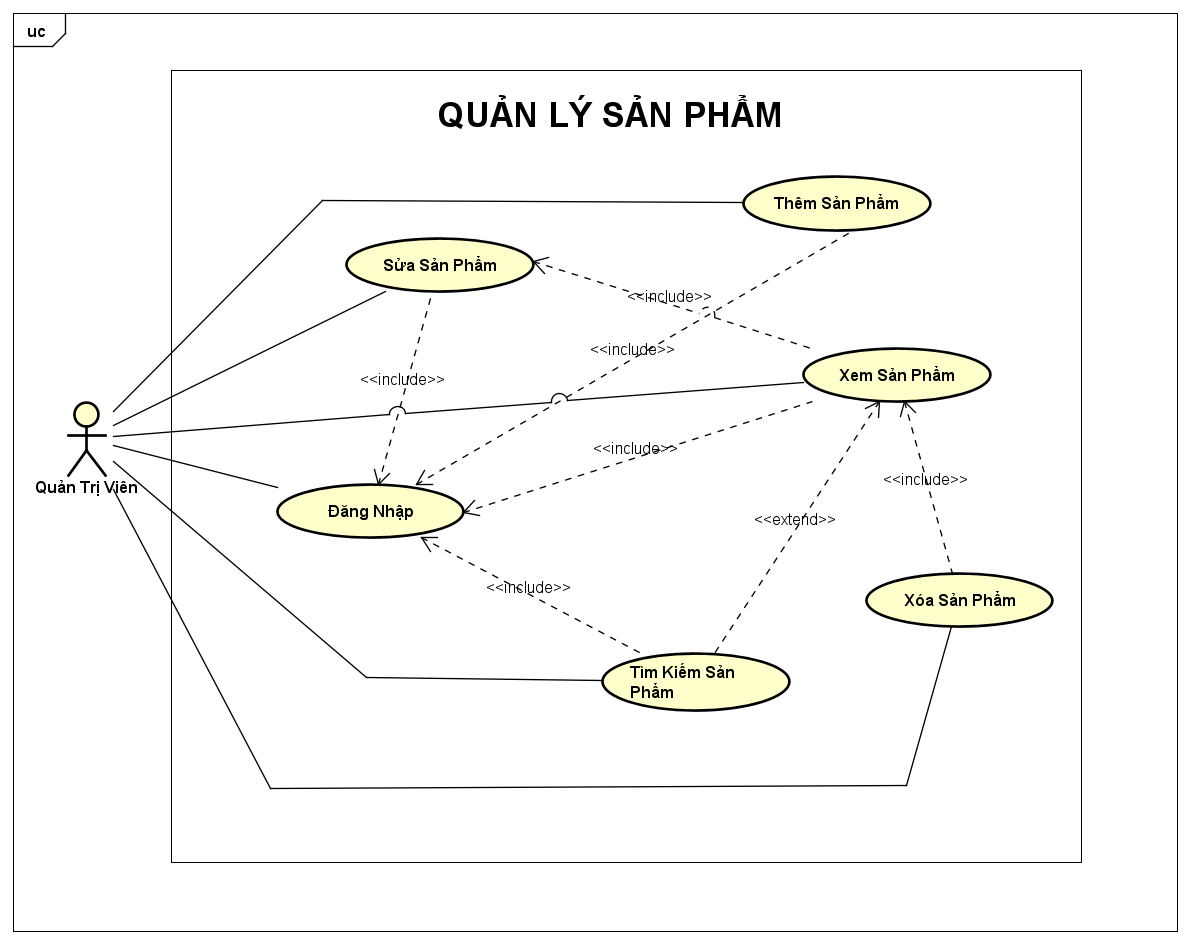 uc
QUẢN LÝ SẢN PHẨM
Thêm Sản Phẩm
Sửa Sản Phẩm
<<include>>
<<include>>
Xem Sản Phẩm
<<include>>
<<include>>
Quản Trị Viên
<<include>>
Đăng Nhập
<<extend>>
<<include>>
Xóa Sản Phẩm
Tìm Kiếm Sản
Phẩm